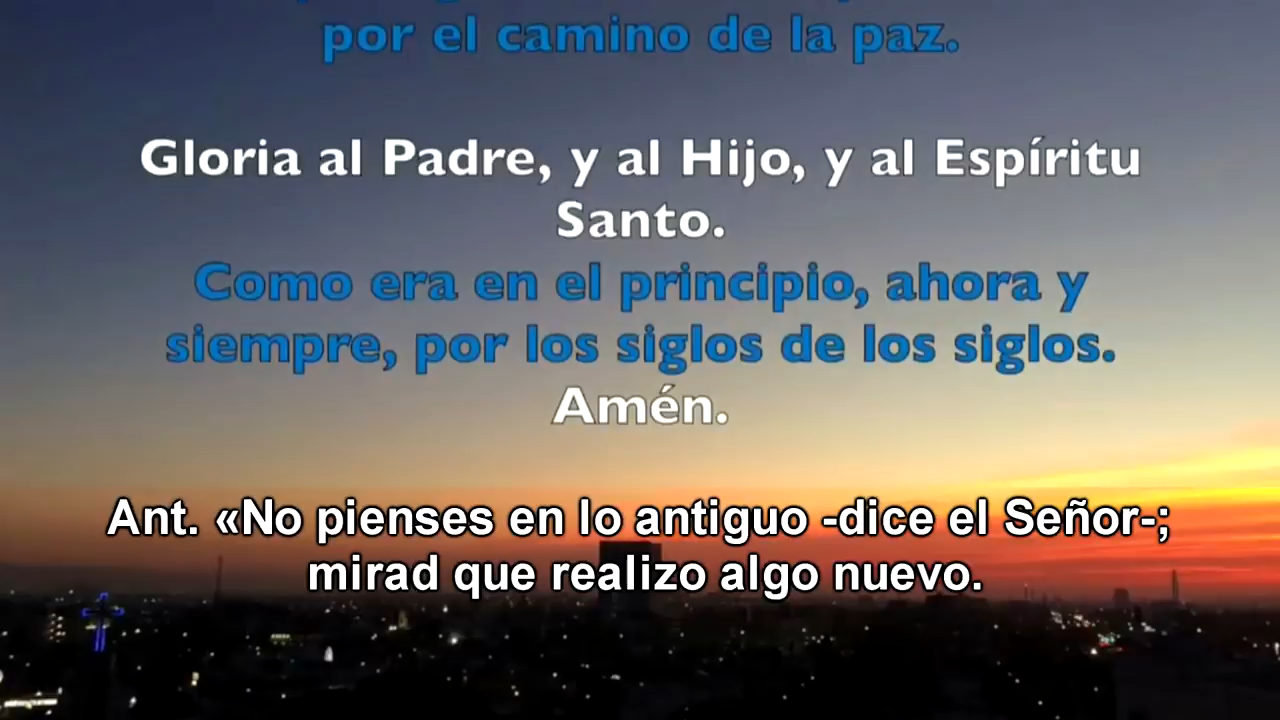 por el camino de la paz.
Gloria al Padre, y al Hijo, y al Espíritu
Santo.
Como era en el principio, ahora y
siempre, por los siglos de los siglos.
Amén.
Ant. «No pienses en lo antiguo -dice el Señor-;
mirad que realizo algo nuevo.